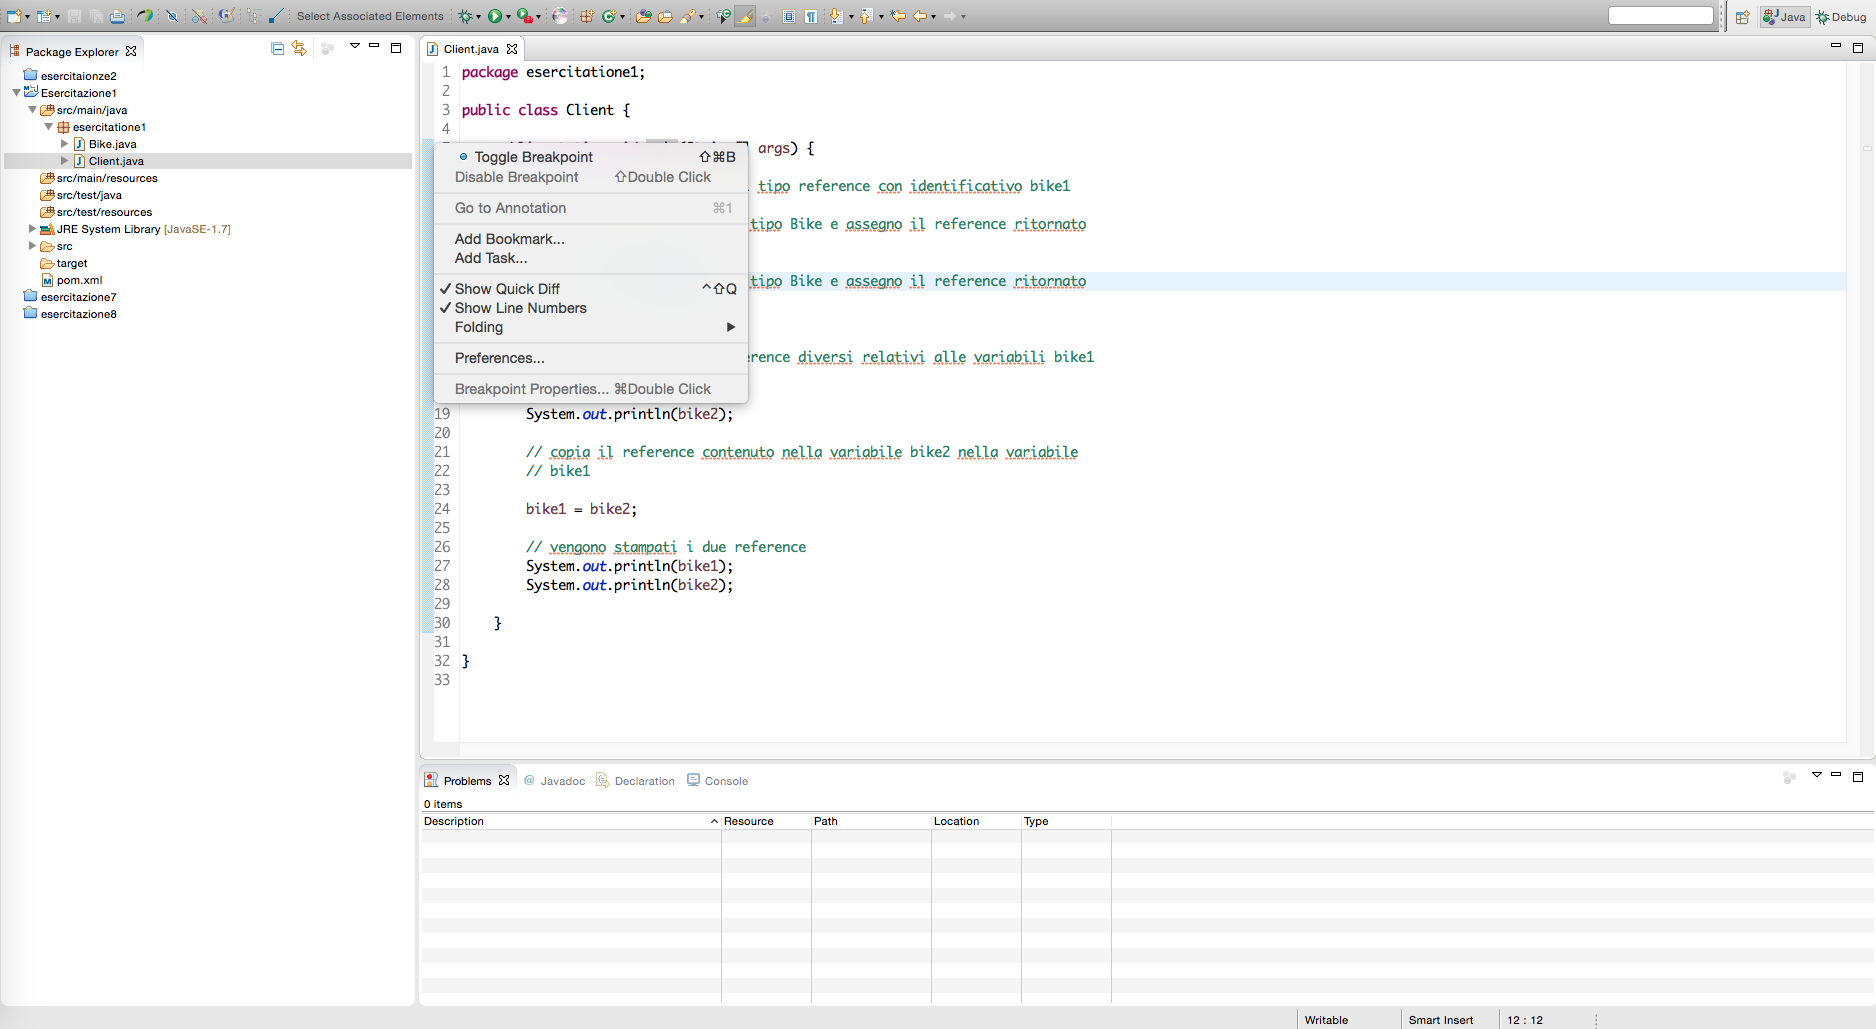 Select Associated Elements
Java
Debug
Package Explorer
esercitaionze2
Esercitazione1
src/main/java
esercitatione1
Bike.java
Client.java
src/main/resources
src/test/java
src/test/resources
JRE System Library [JavaSE-1.7]
src
target
pom.xml
esercitazione7
esercitazione8
Client.java
1 package esercitatione1;
2
3 public class Client {
4
args) {
tipo reference con identificativo bike1
tipo Bike e assegno il reference ritornato
tipo Bike e assegno il reference ritornato
erence diversi relativi alle variabili bike1
Toggle Breakpoint ⇧⌘B
Disable Breakpoint ⇧Double Click
Go to Annotation ⌘1
Add Bookmark...
Add Task...
✓ Show Quick Diff ^⇧Q
✓ Show Line Numbers
Folding ▶
Preferences...
Breakpoint Properties... ⌘Double Click
19 System.out.println(bike2);
20
21 // copia il reference contenuto nella variabile bike2 nella variabile
22 // bike1
23
24 bike1 = bike2;
25
26 // vengono stampati i due reference
27 System.out.println(bike1);
28 System.out.println(bike2);
29
30 }
31
32 }
33
Problems @ Javadoc Declaration Console
0 items
Description Resource Path Location Type
Writable Smart Insert 12 : 12